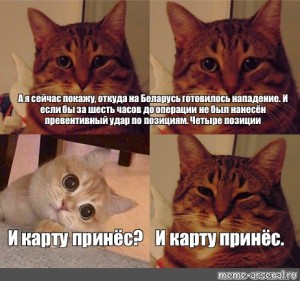 А я сейчас покажу, откуда на Беларусь готовилось нападение. И
если бы за шесть часов до операции не был нанесён
превентивный удар по позициям. Четыре позиции
И карту принёс?
И карту принёс.
meme-arsenal.ru